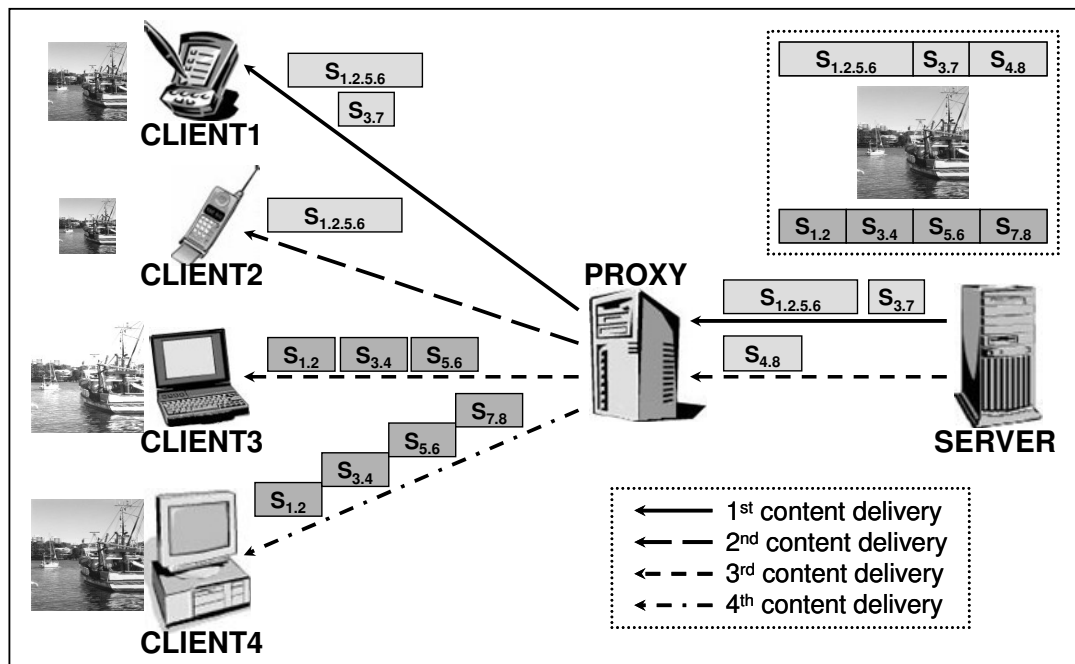 S1.2.5.6
S3.7
CLIENT1
S1.2.5.6
S3.7
S4.8
S1.2
S3.4
S5.6
S7.8
S1.2.5.6
CLIENT2
PROXY
S1.2.5.6
S3.7
S4.8
SERVER
S1.2
S3.4
S5.6
CLIENT3
S7.8
S5.6
S3.4
S1.2
CLIENT4
1st content delivery
2nd content delivery
3rd content delivery
4th content delivery